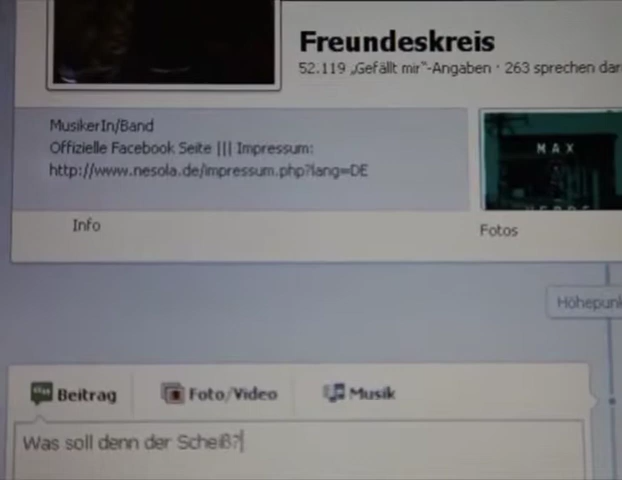 Freundeskreis
52.119 „Gefällt mir“-Angaben · 263 sprechen dar
MusikerIn/Band
Offizielle Facebook Seite ||| Impressum:
http://www.nesola.de/impressum.php?lang=DE
MAX
Info
Fotos
Höhepunk
Beitrag
Foto/Video
Musik
Was soll denn der Scheiß?